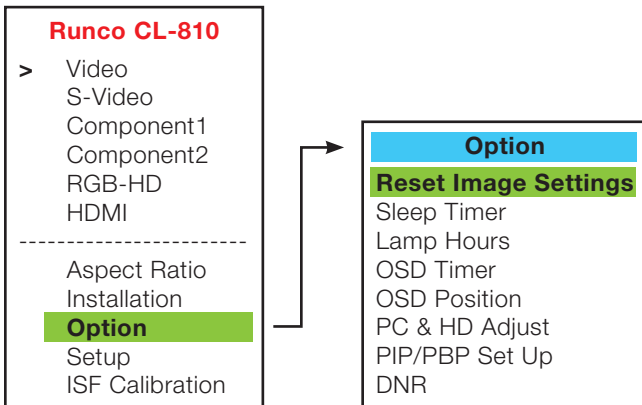 Runco CL-810
> Video
S-Video
Component1
Component2
RGB-HD
HDMI
------------------------
Aspect Ratio
Installation
Option
Setup
ISF Calibration
Option
Reset Image Settings
Sleep Timer
Lamp Hours
OSD Timer
OSD Position
PC & HD Adjust
PIP/PBP Set Up
DNR